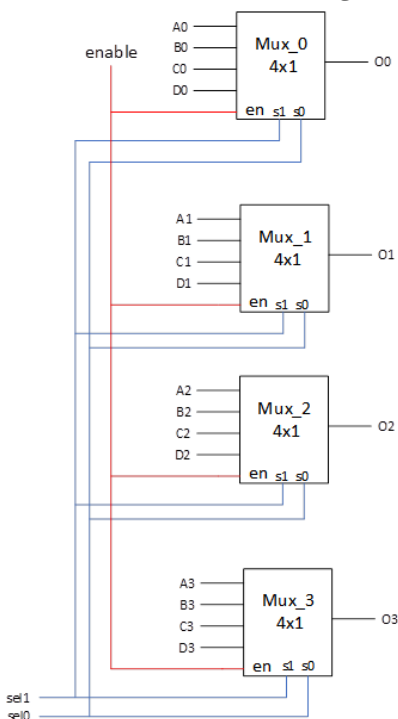 enable
A0
B0
C0
D0
Mux_0
4x1
en s1 s0
O0
A1
B1
C1
D1
Mux_1
4x1
en s1 s0
O1
A2
B2
C2
D2
Mux_2
4x1
en s1 s0
O2
A3
B3
C3
D3
Mux_3
4x1
en s1 s0
O3
sel1
sel0